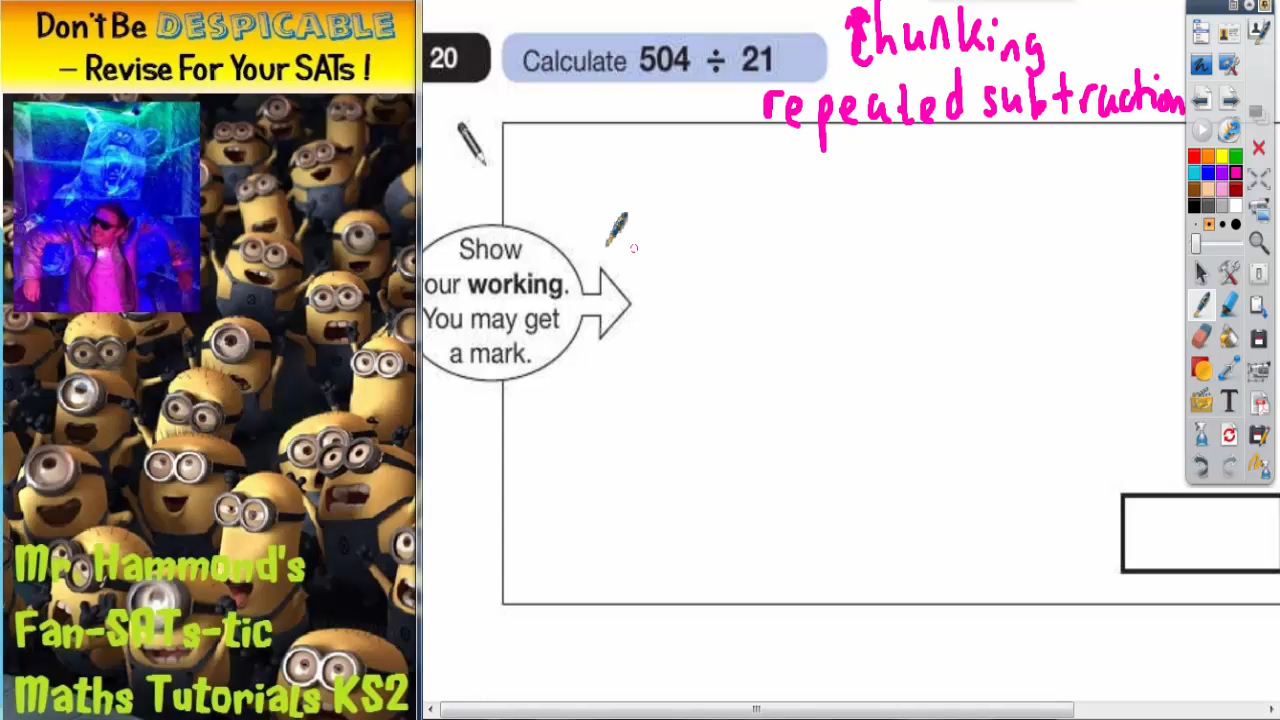 Don't Be DESPICABLE
– Revise For Your SATs !
Mr. Hammond's
Fan-SATs-tic
Maths Tutorials KS2
20
Calculate 504 ÷ 21
Chunking
repeated subtraction
Show
our working.
You may get
a mark.
T